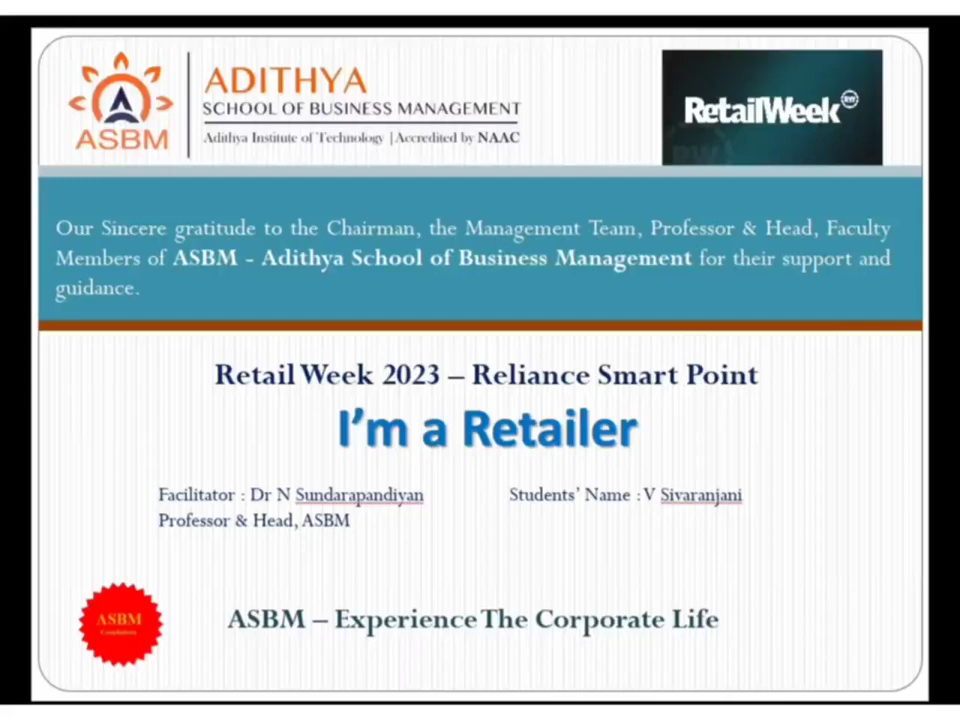 ASBM
ADITHYA
SCHOOL OF BUSINESS MANAGEMENT
Adithya Institute of Technology | Accredited by NAAC
RetailWeek RW
Our Sincere gratitude to the Chairman, the Management Team, Professor & Head, Faculty
Members of ASBM - Adithya School of Business Management for their support and
guidance.
Retail Week 2023 – Reliance Smart Point
I'm a Retailer
Facilitator : Dr N Sundarapandiyan
Professor & Head, ASBM
Students' Name : V Sivaranjani
ASBM
ASBM – Experience The Corporate Life